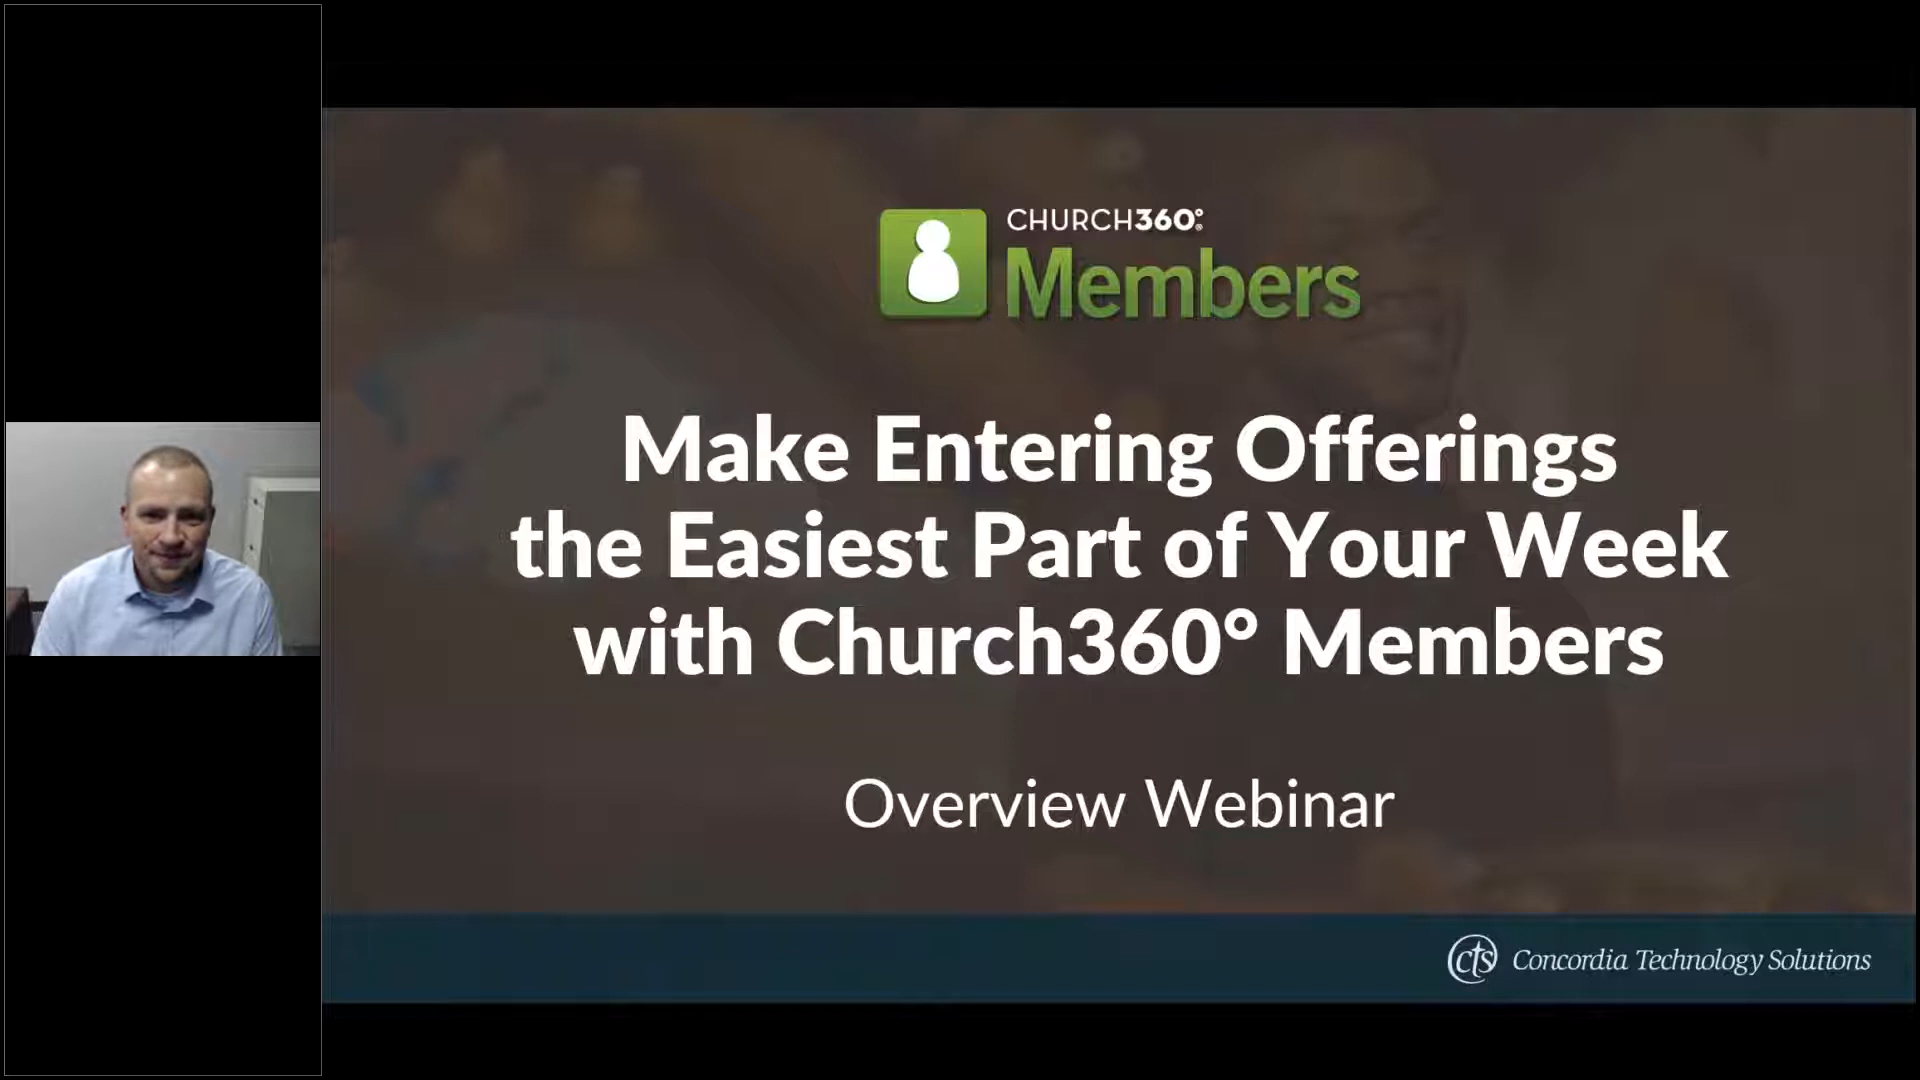 CHURCH360°
Members
Make Entering Offerings
the Easiest Part of Your Week
with Church360° Members
Overview Webinar
cts Concordia Technology Solutions